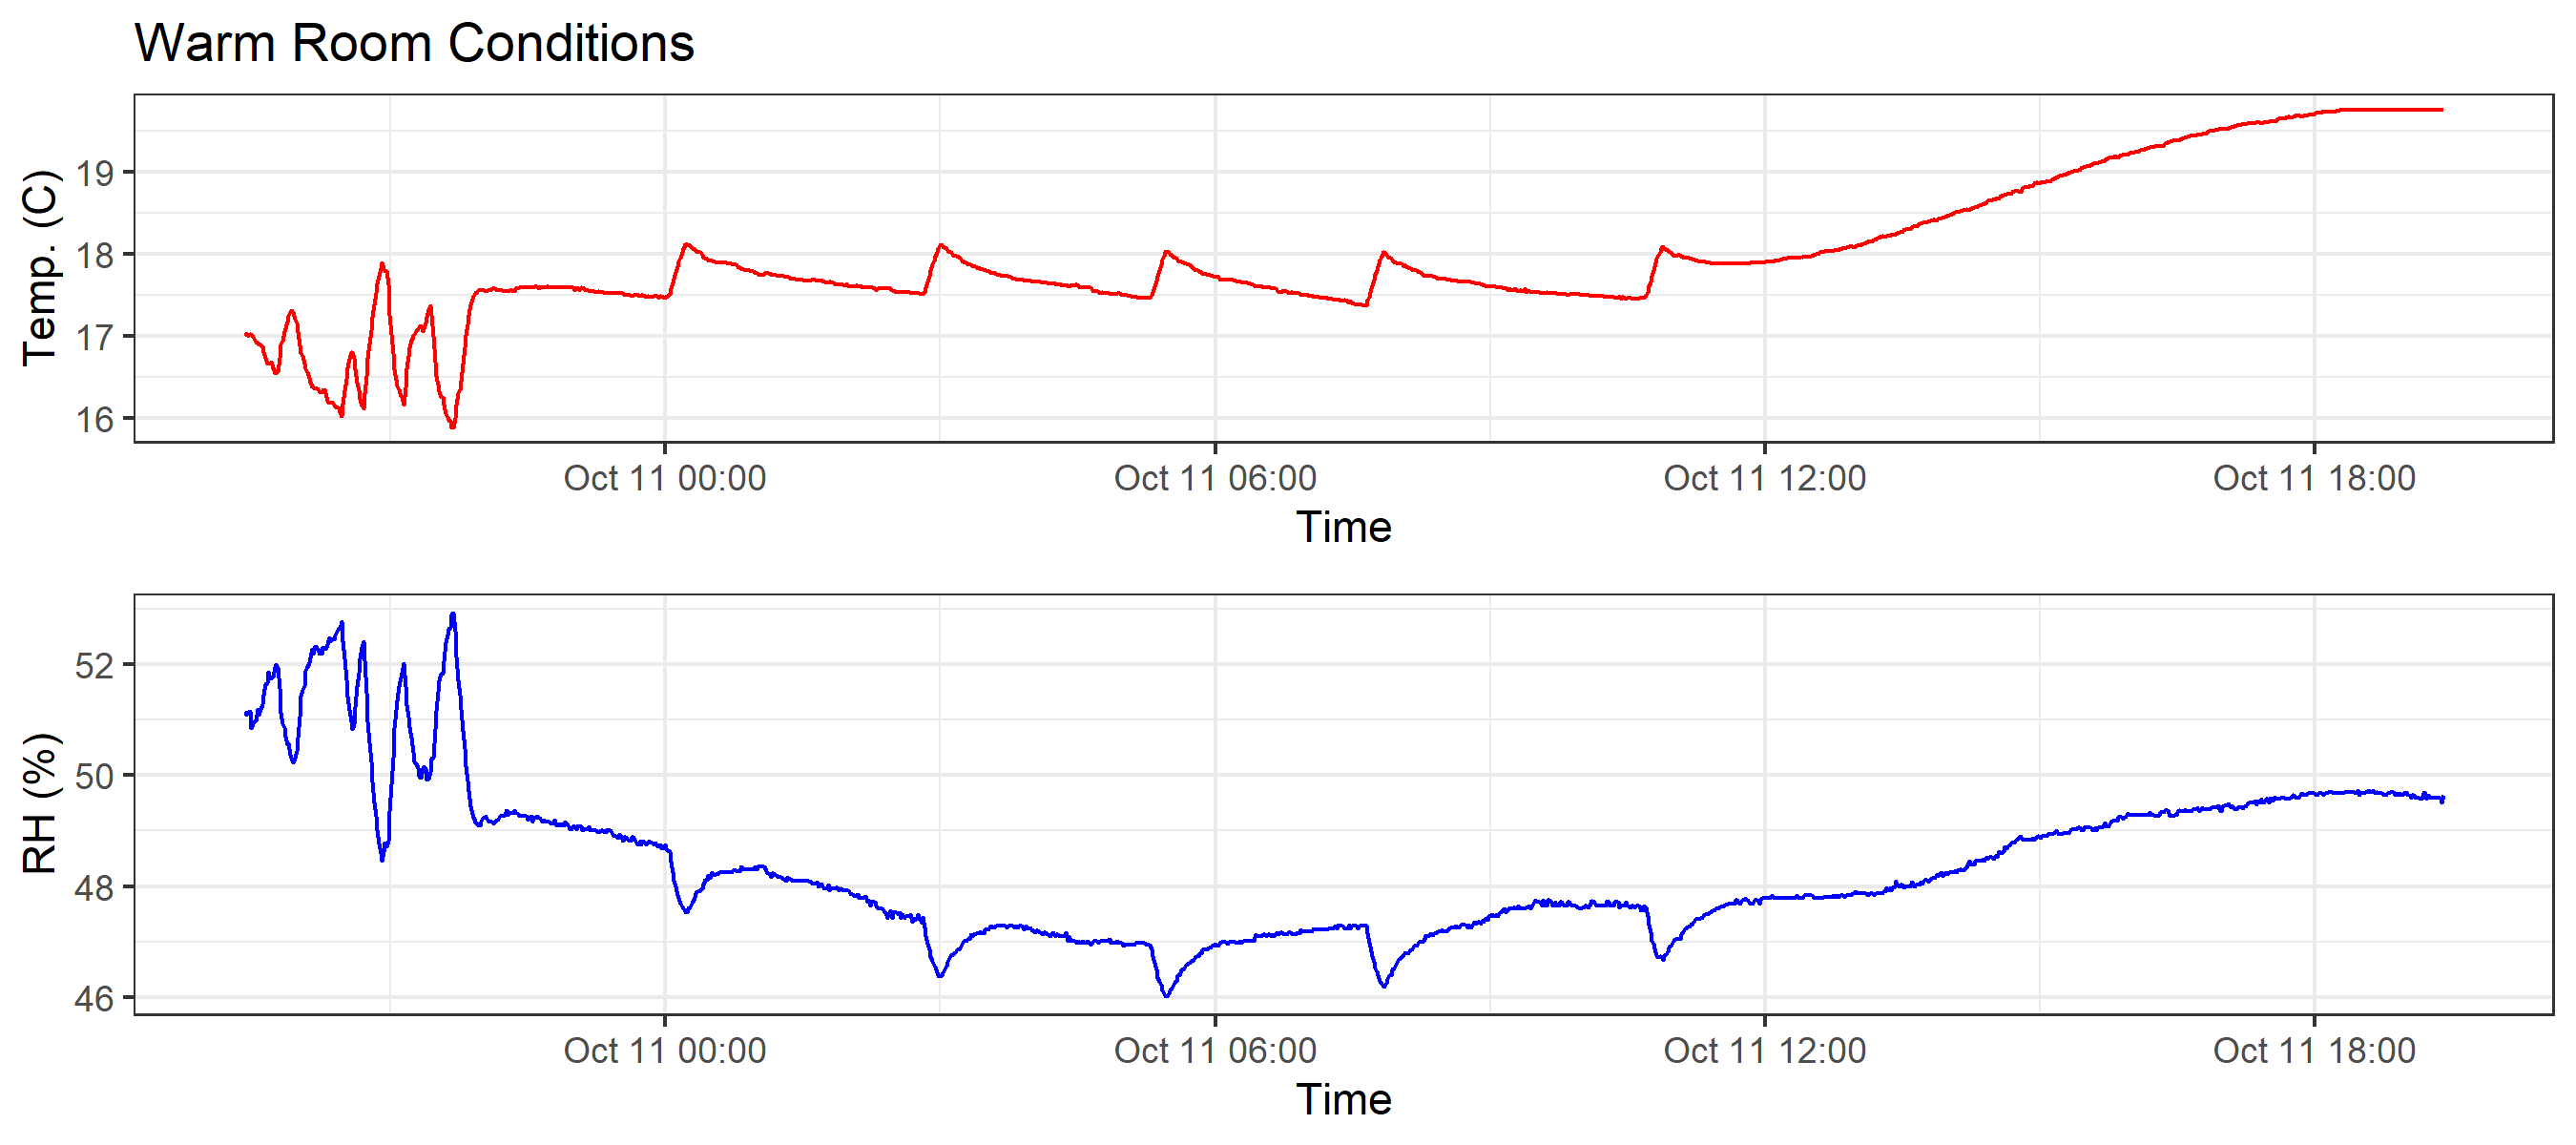 Warm Room Conditions
Temp. (C)
19
18
17
16
Oct 11 00:00 Oct 11 06:00 Oct 11 12:00 Oct 11 18:00
Time
RH (%)
52
50
48
46
Oct 11 00:00 Oct 11 06:00 Oct 11 12:00 Oct 11 18:00
Time